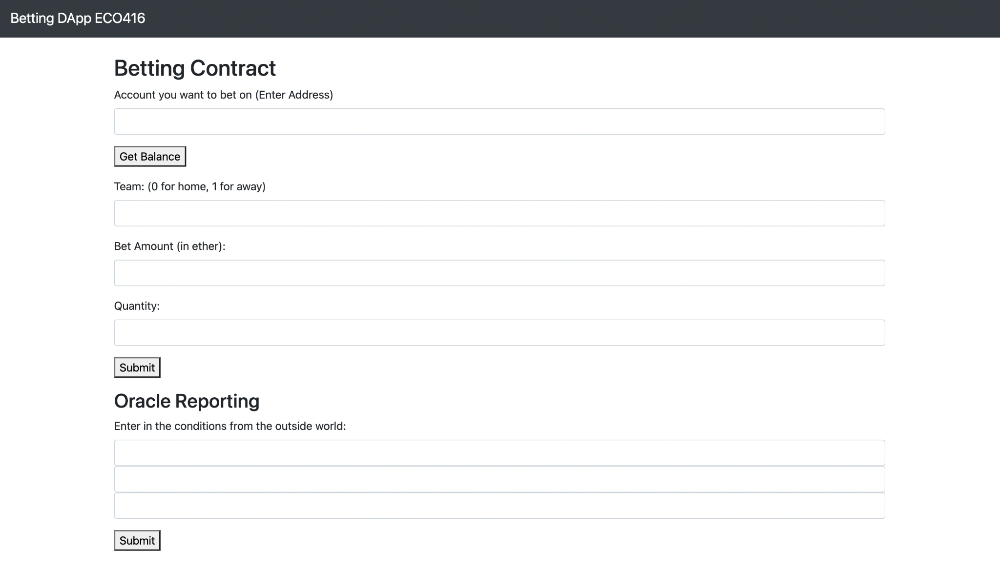 Betting DApp ECO416
Betting Contract
Account you want to bet on (Enter Address)
Get Balance
Team: (0 for home, 1 for away)
Bet Amount (in ether):
Quantity:
Submit
Oracle Reporting
Enter in the conditions from the outside world:
Submit